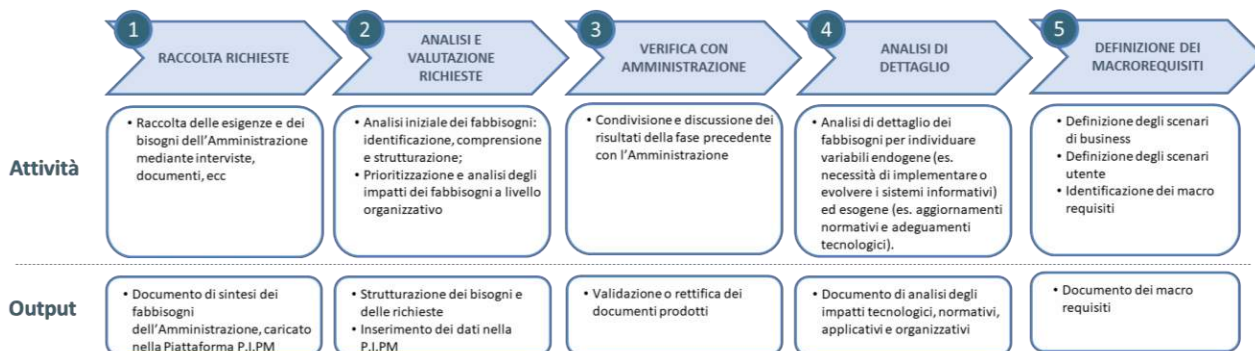 1
RACCOLTA RICHIESTE
2
ANALISI E
VALUTAZIONE
RICHIESTE
3
VERIFICA CON
AMMINISTRAZIONE
4
ANALISI DI
DETTAGLIO
5
DEFINIZIONE DEI
MACROREQUISITI
Attività
• Raccolta delle esigenze e dei
bisogni dell'Amministrazione
mediante interviste,
documenti, ecc
• Analisi iniziale dei fabbisogni:
identificazione, comprensione
e strutturazione;
• Prioritizzazione e analisi degli
impatti dei fabbisogni a livello
organizzativo
• Condivisione e discussione dei
risultati della fase precedente
con l'Amministrazione
• Analisi di dettaglio dei
fabbisogni per individuare
variabili endogene (es.
necessità di implementare o
evolvere i sistemi informativi)
ed esogene (es. aggiornamenti
normativi e adeguamenti
tecnologici).
• Definizione degli scenari
di business
• Definizione degli scenari
utente
• Identificazione dei macro
requisiti
Output
• Documento di sintesi dei
fabbisogni
dell'Amministrazione, caricato
nella Piattaforma P.I.PM
• Strutturazione dei bisogni e
delle richieste
• Inserimento dei dati nella
P.I.PM
• Validazione o rettifica dei
documenti prodotti
• Documento di analisi degli
impatti tecnologici, normativi,
applicativi e organizzativi
• Documento dei macro
requisiti